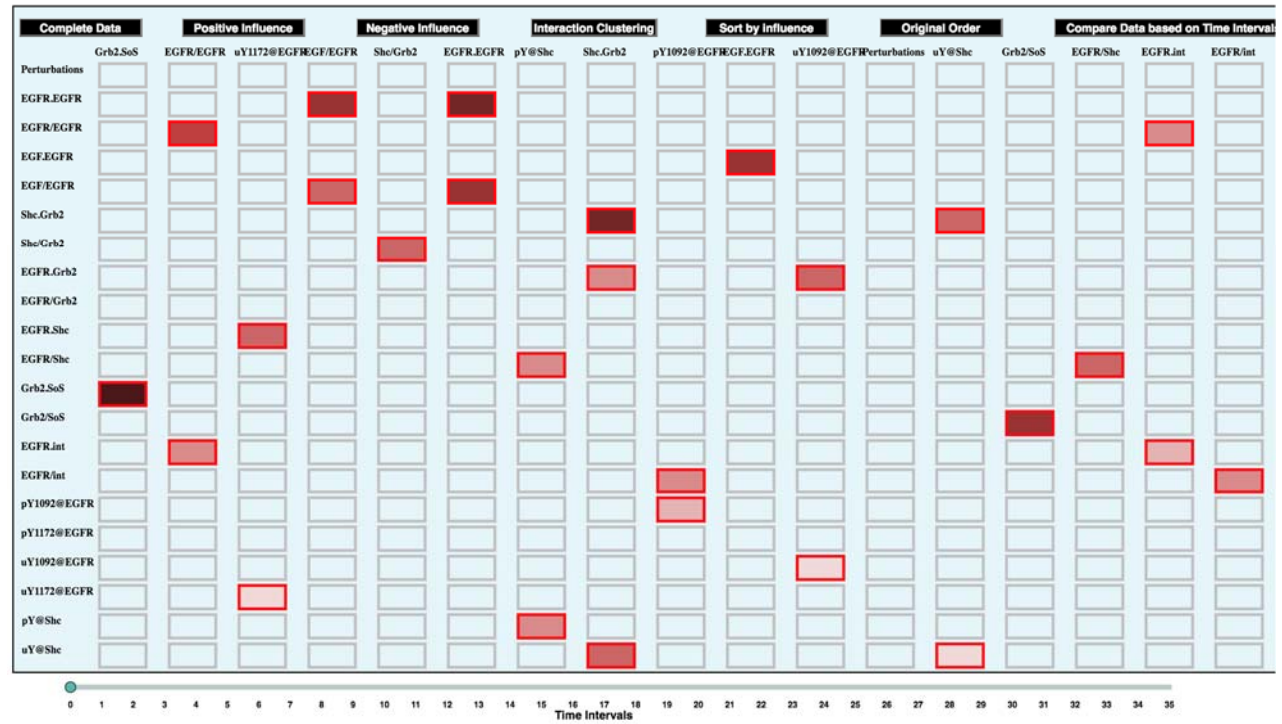 Complete Data Positive Influence Negative Influence Interaction Clustering Sort by influence Original Order Compare Data based on Time Intervals
Grb2.SoS EGFR/EGFR uY1172@EGFR EGF/EGFR Shc/Grb2 EGFR.EGFR pY@Shc Shc.Grb2 pY1092@EGFR EGF.EGFR uY1092@EGFR Perturbations uY@Shc Grb2/SoS EGFR/Shc EGFR.int EGFR/int
Perturbations
EGFR.EGFR
EGFR/EGFR
EGF.EGFR
EGF/EGFR
Shc.Grb2
Shc/Grb2
EGFR.Grb2
EGFR/Grb2
EGFR.Shc
EGFR/Shc
Grb2.SoS
Grb2/SoS
EGFR.int
EGFR/int
pY1092@EGFR
pY1172@EGFR
uY1092@EGFR
uY1172@EGFR
pY@Shc
uY@Shc
0 1 2 3 4 5 6 7 8 9 10 11 12 13 14 15 16 17 18 19 20 21 22 23 24 25 26 27 28 29 30 31 32 33 34 35
Time Intervals